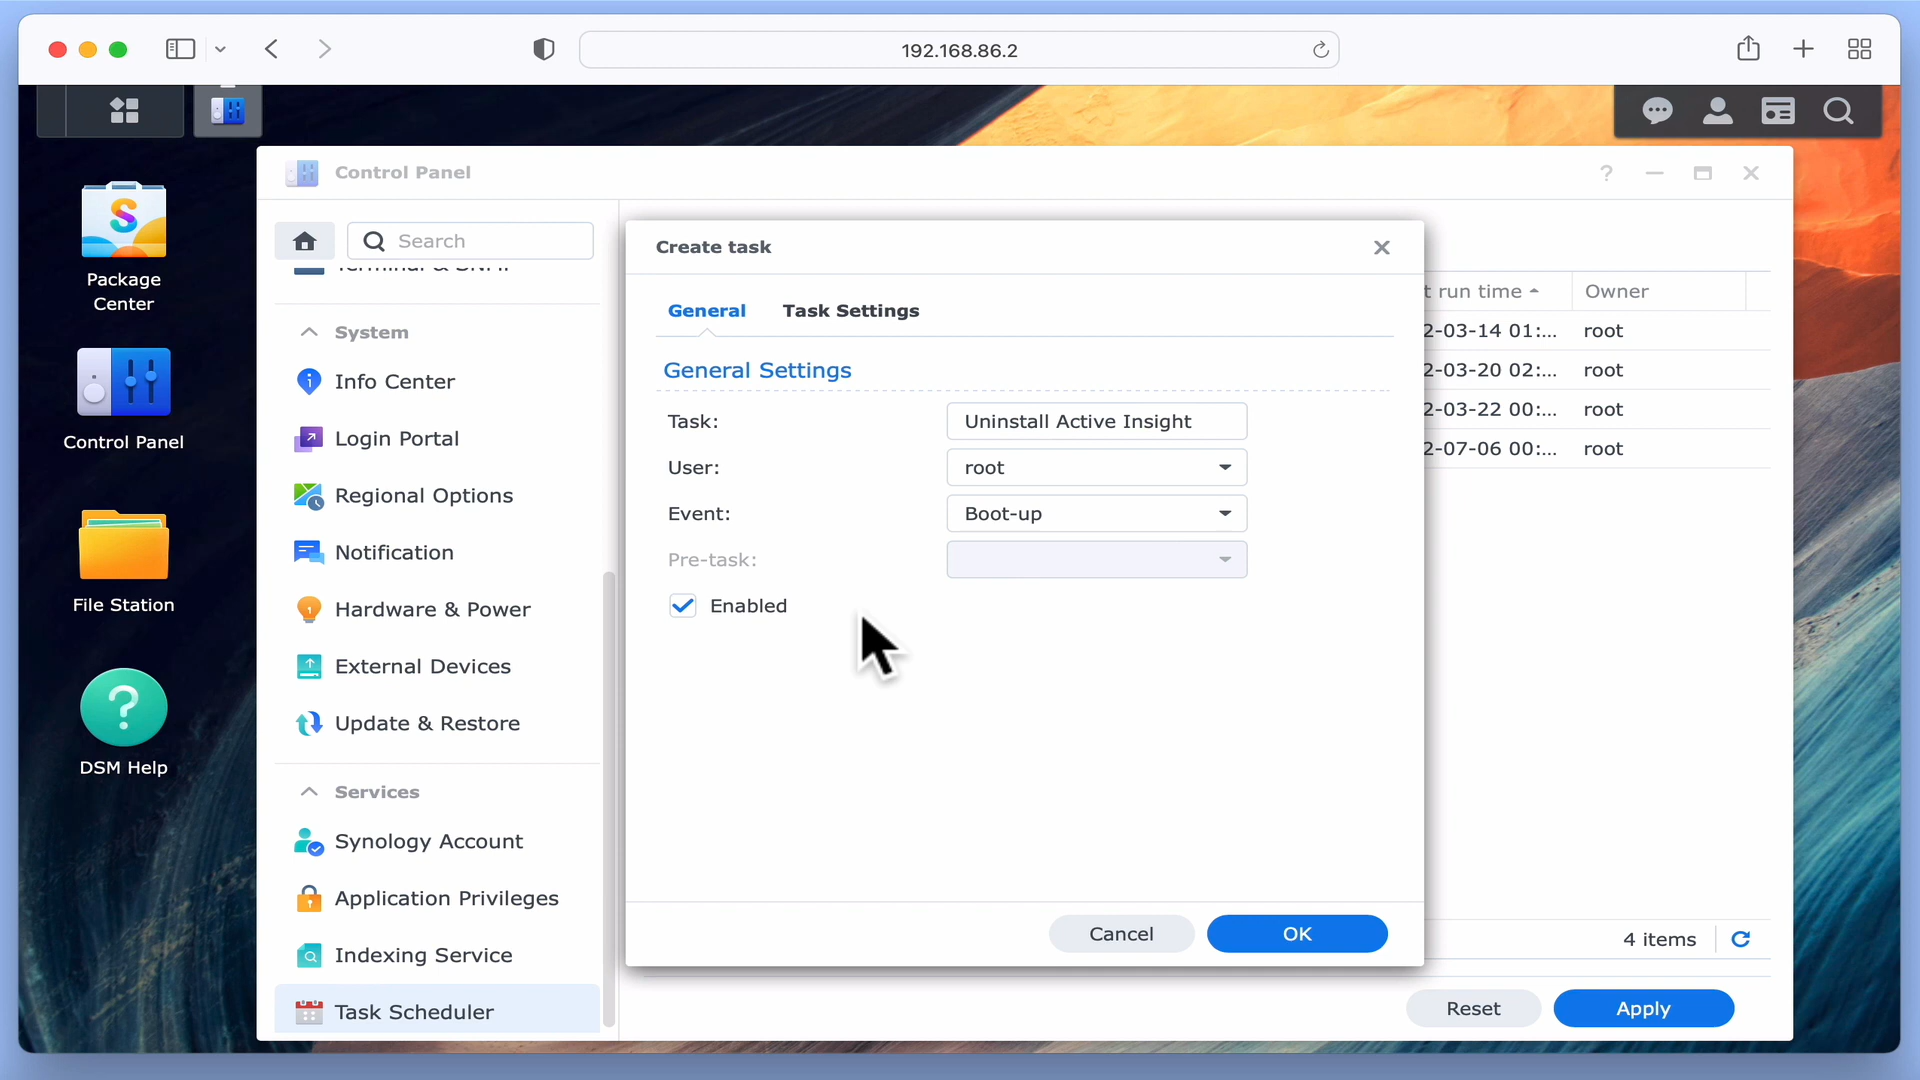 192.168.86.2
Control Panel
Package
Center
Control Panel
File Station
DSM Help
Search
Terminal & SNMP
System
Info Center
Login Portal
Regional Options
Notification
Hardware & Power
External Devices
Update & Restore
Services
Synology Account
Application Privileges
Indexing Service
Task Scheduler
Create task
General Task Settings
General Settings
Task: Uninstall Active Insight
User: root
Event: Boot-up
Pre-task:
Enabled
Cancel OK
t run time Owner
2-03-14 01:... root
2-03-20 02:... root
2-03-22 00:... root
2-07-06 00:... root
4 items
Reset Apply